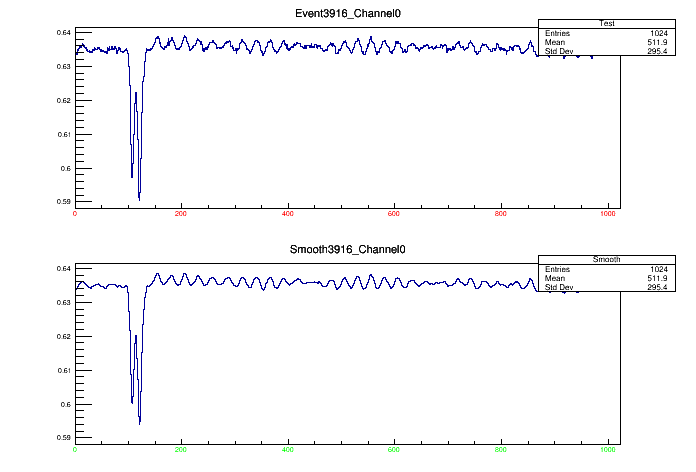 Event3916_Channel0
Test
Entries 1024
Mean 511.9
Std Dev 295.4
0.64
0.63
0.62
0.61
0.6
0.59
0 200 400 600 800 1000
Smooth3916_Channel0
Smooth
Entries 1024
Mean 511.9
Std Dev 295.4
0.64
0.63
0.62
0.61
0.6
0.59
0 200 400 600 800 1000